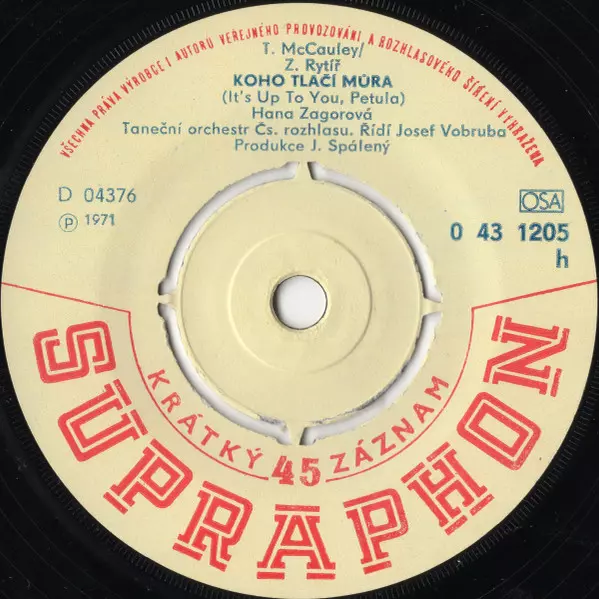 VŠECHNA PRÁVA VÝROBCE I AUTORŮ VEŘEJNÉHO PROVOZOVÁNÍ A ROZHLASOVÉHO ŠÍŘENÍ VYHRAŽENA
T. McCauley/
Z. Rytíř
KOHO TLAČÍ MŮRA
(It's Up To You, Petula)
Hana Zagorová
Taneční orchestr Čs. rozhlasu. Řídí Josef Vobruba
Produkce J. Spálený
D 04376
Ⓟ 1971
OSA
0 43 1205
h
KRÁTKÝ 45 ZÁZNAM
SUPRAPHON